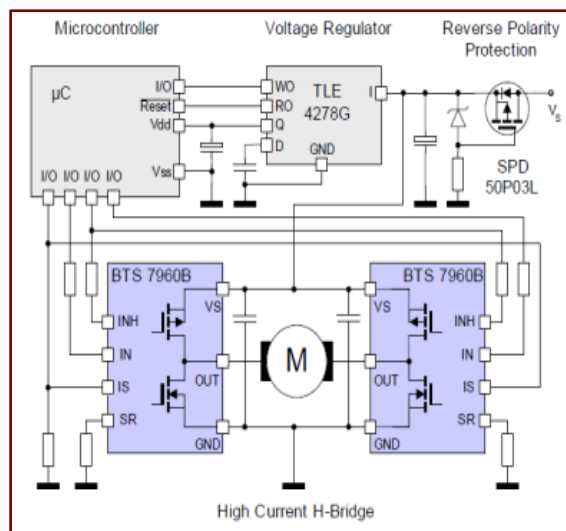 Microcontroller
Voltage Regulator
Reverse Polarity
Protection
µC
I/O
Reset
Vdd
Vss
I/O I/O I/O I/O
WO
RO
Q
D
TLE
4278G
I
GND
V_S
SPD
50P03L
BTS 7960B
INH
IN
IS
SR
VS
OUT
GND
M
BTS 7960B
VS
OUT
GND
INH
IN
IS
SR
High Current H-Bridge